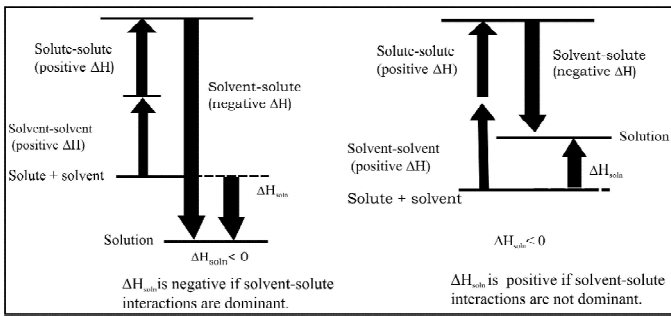 Solute-solute
(positive ΔH)
Solvent-solute
(negative ΔH)
Solvent-solvent
(positive ΔH)
Solute + solvent
ΔHsoln
Solution
ΔHsoln < 0
ΔHsoln is negative if solvent-solute
interactions are dominant.
Solute-solute
(positive ΔH)
Solvent-solute
(negative ΔH)
Solution
Solvent-solvent
(positive ΔH)
ΔHsoln
Solute + solvent
ΔHsoln < 0
ΔHsoln is positive if solvent-solute
interactions are not dominant.